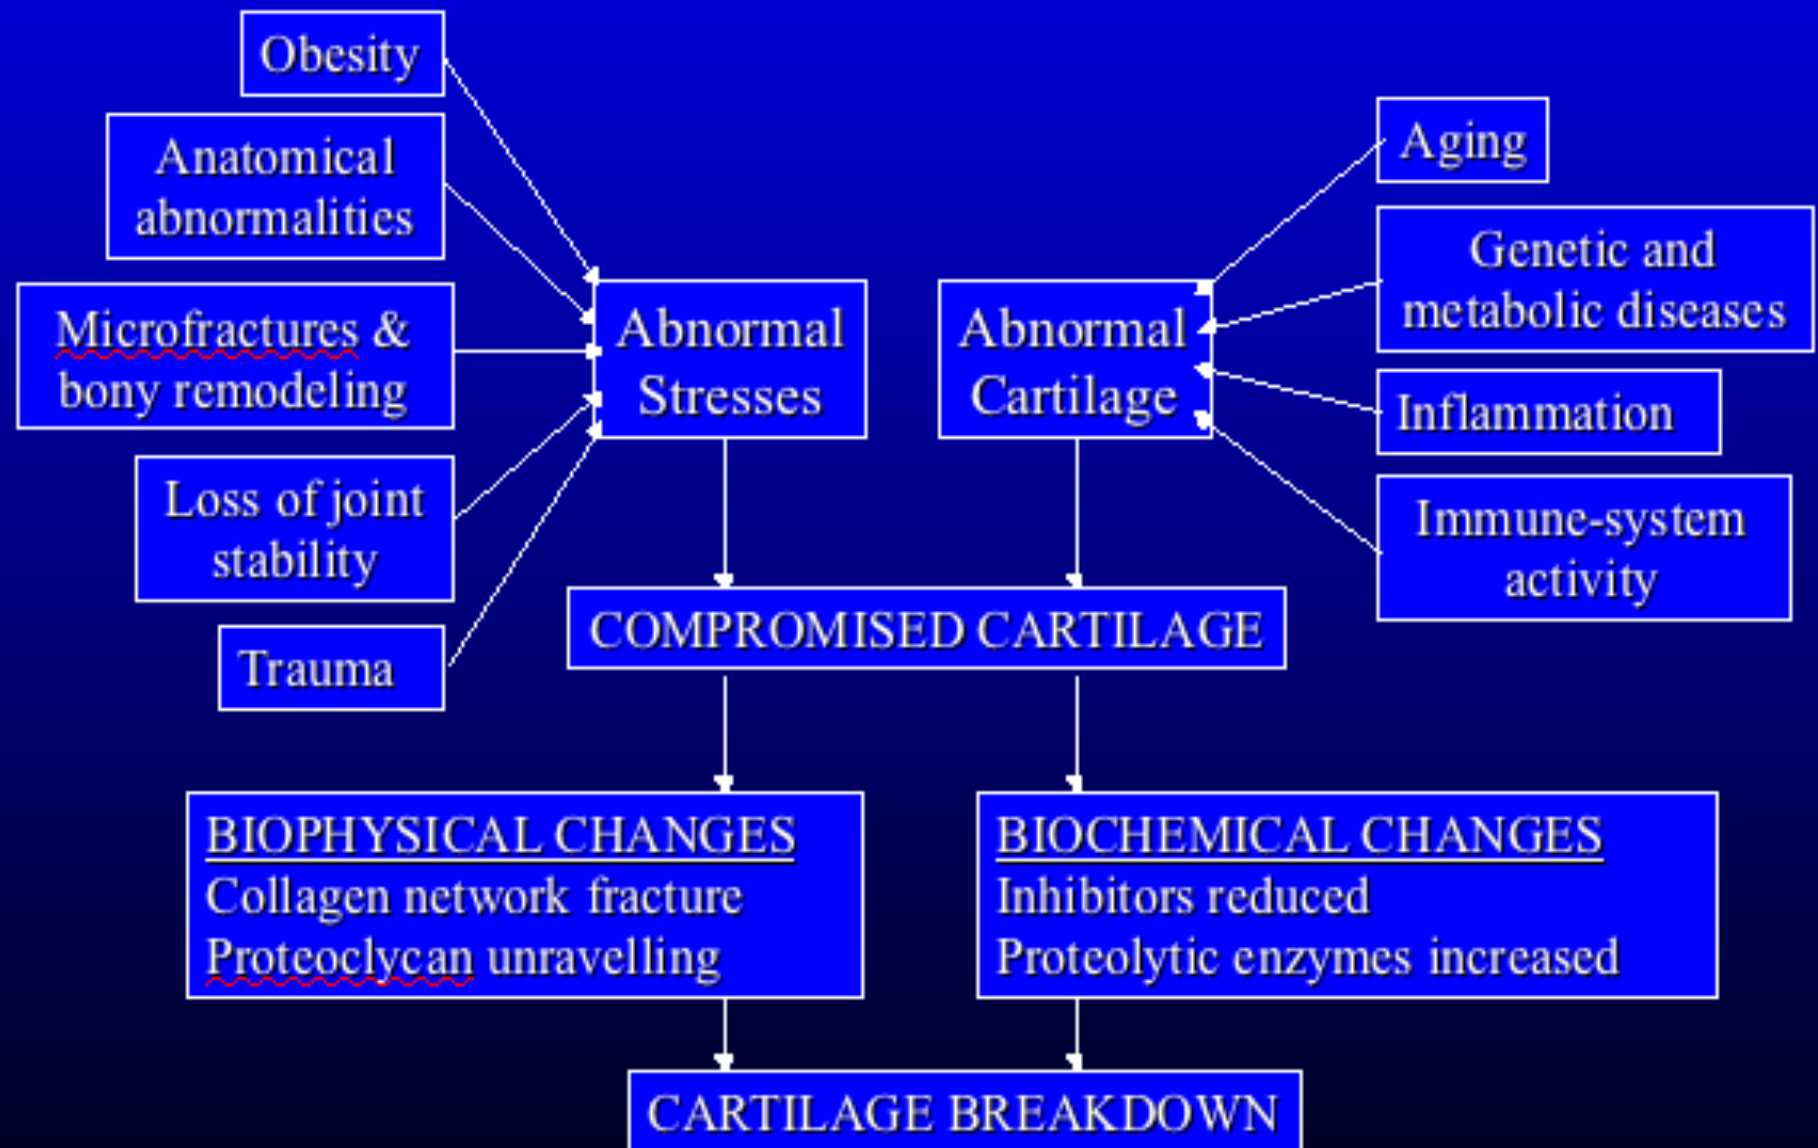 Obesity
Anatomical
abnormalities
Microfractures &
bony remodeling
Loss of joint
stability
Trauma
Abnormal
Stresses
Abnormal
Cartilage
Aging
Genetic and
metabolic diseases
Inflammation
Immune-system
activity
COMPROMISED CARTILAGE
BIOPHYSICAL CHANGES
Collagen network fracture
Proteoclycan unravelling
BIOCHEMICAL CHANGES
Inhibitors reduced
Proteolytic enzymes increased
CARTILAGE BREAKDOWN